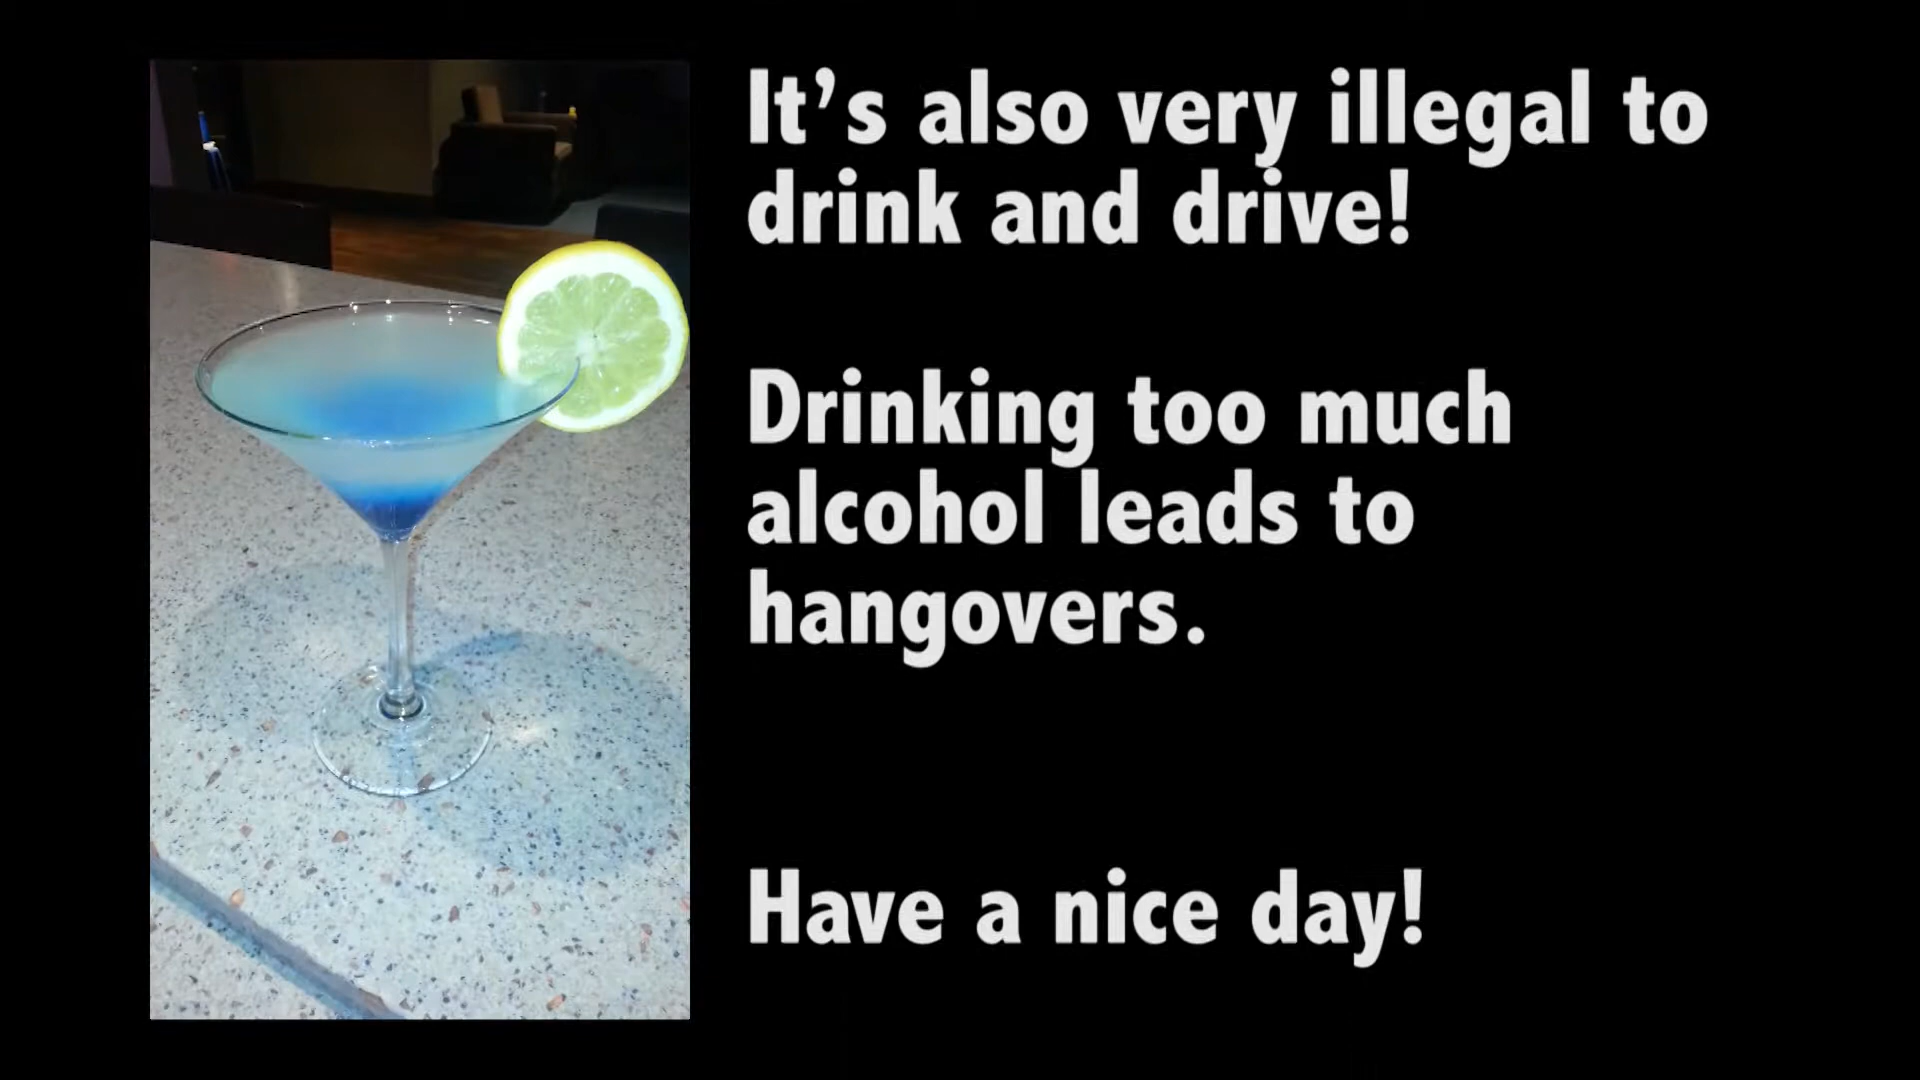 It’s also very illegal to
drink and drive!
Drinking too much
alcohol leads to
hangovers.
Have a nice day!